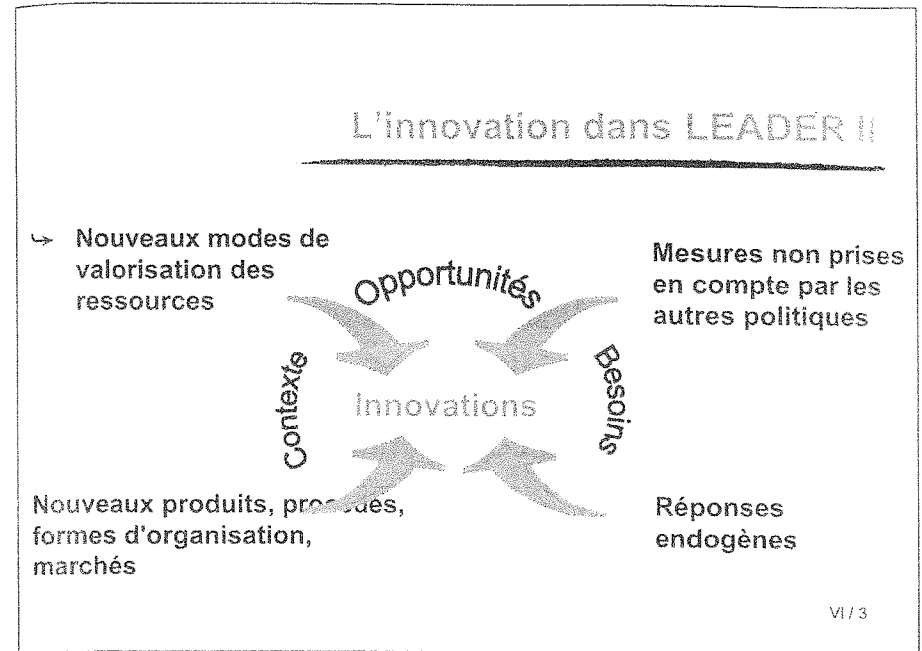 L'innovation dans LEADER II
↪ Nouveaux modes de
valorisation des
ressources
Opportunités
Mesures non prises
en compte par les
autres politiques
Contexte
Innovations
Besoins
Nouveaux produits, procédés,
formes d'organisation,
marchés
Réponses
endogènes
VI / 3